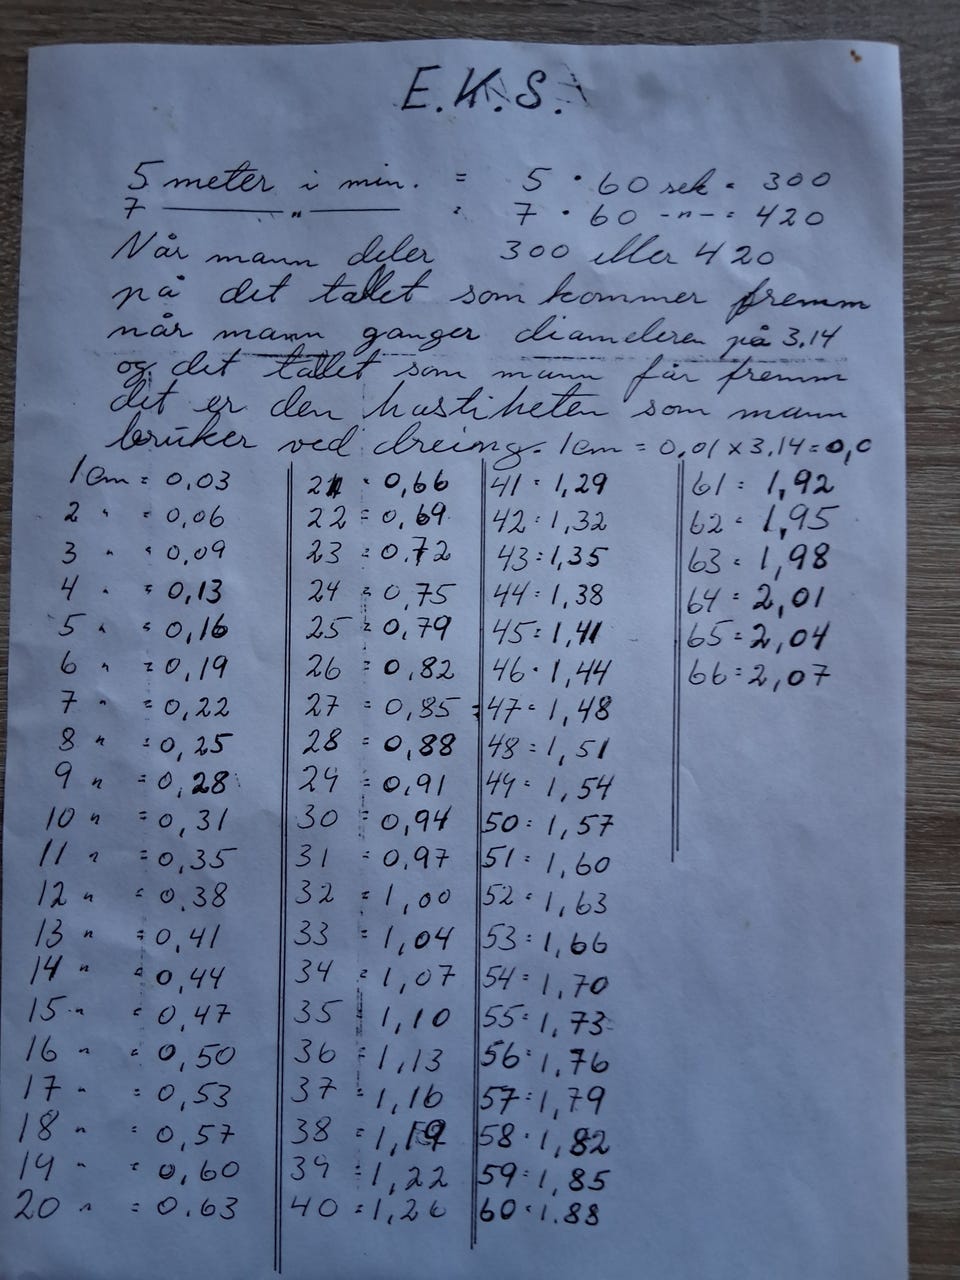 E.K.S.
5 meter i min. = 5 · 60 sek = 300
7 ——— " ——— = 7 · 60 -"- = 420
Når mann deler 300 eller 420
på det tallet som kommer fremm
når mann ganger diameteren på 3.14
og det tallet som mann får fremm
det er den hastiheten som mann
bruker ved dreing. 1cm = 0,01 x 3,14 = 0,0
1cm = 0,03
2 " = 0,06
3 " = 0,09
4 " = 0,13
5 " = 0,16
6 " = 0,19
7 " = 0,22
8 " = 0,25
9 " = 0,28
10 " = 0,31
11 " = 0,35
12 " = 0,38
13 " = 0,41
14 " = 0,44
15 " = 0,47
16 " = 0,50
17 " = 0,53
18 " = 0,57
19 " = 0,60
20 " = 0.63
21 = 0,66
22 = 0,69
23 = 0.72
24 = 0,75
25 = 0,79
26 = 0,82
27 = 0,85
28 = 0,88
29 = 0,91
30 = 0,94
31 = 0,97
32 = 1,00
33 = 1,04
34 = 1,07
35 = 1,10
36 = 1,13
37 = 1,16
38 = 1,19
39 = 1,22
40 = 1,26
41 = 1,29
42 = 1,32
43 = 1,35
44 = 1,38
45 = 1,41
46 = 1,44
47 = 1,48
48 = 1,51
49 = 1,54
50 = 1,57
51 = 1,60
52 = 1,63
53 = 1,66
54 = 1,70
55 = 1,73
56 = 1,76
57 = 1,79
58 = 1,82
59 = 1,85
60 = 1.88
61 = 1,92
62 = 1,95
63 = 1,98
64 = 2,01
65 = 2,04
66 = 2,07